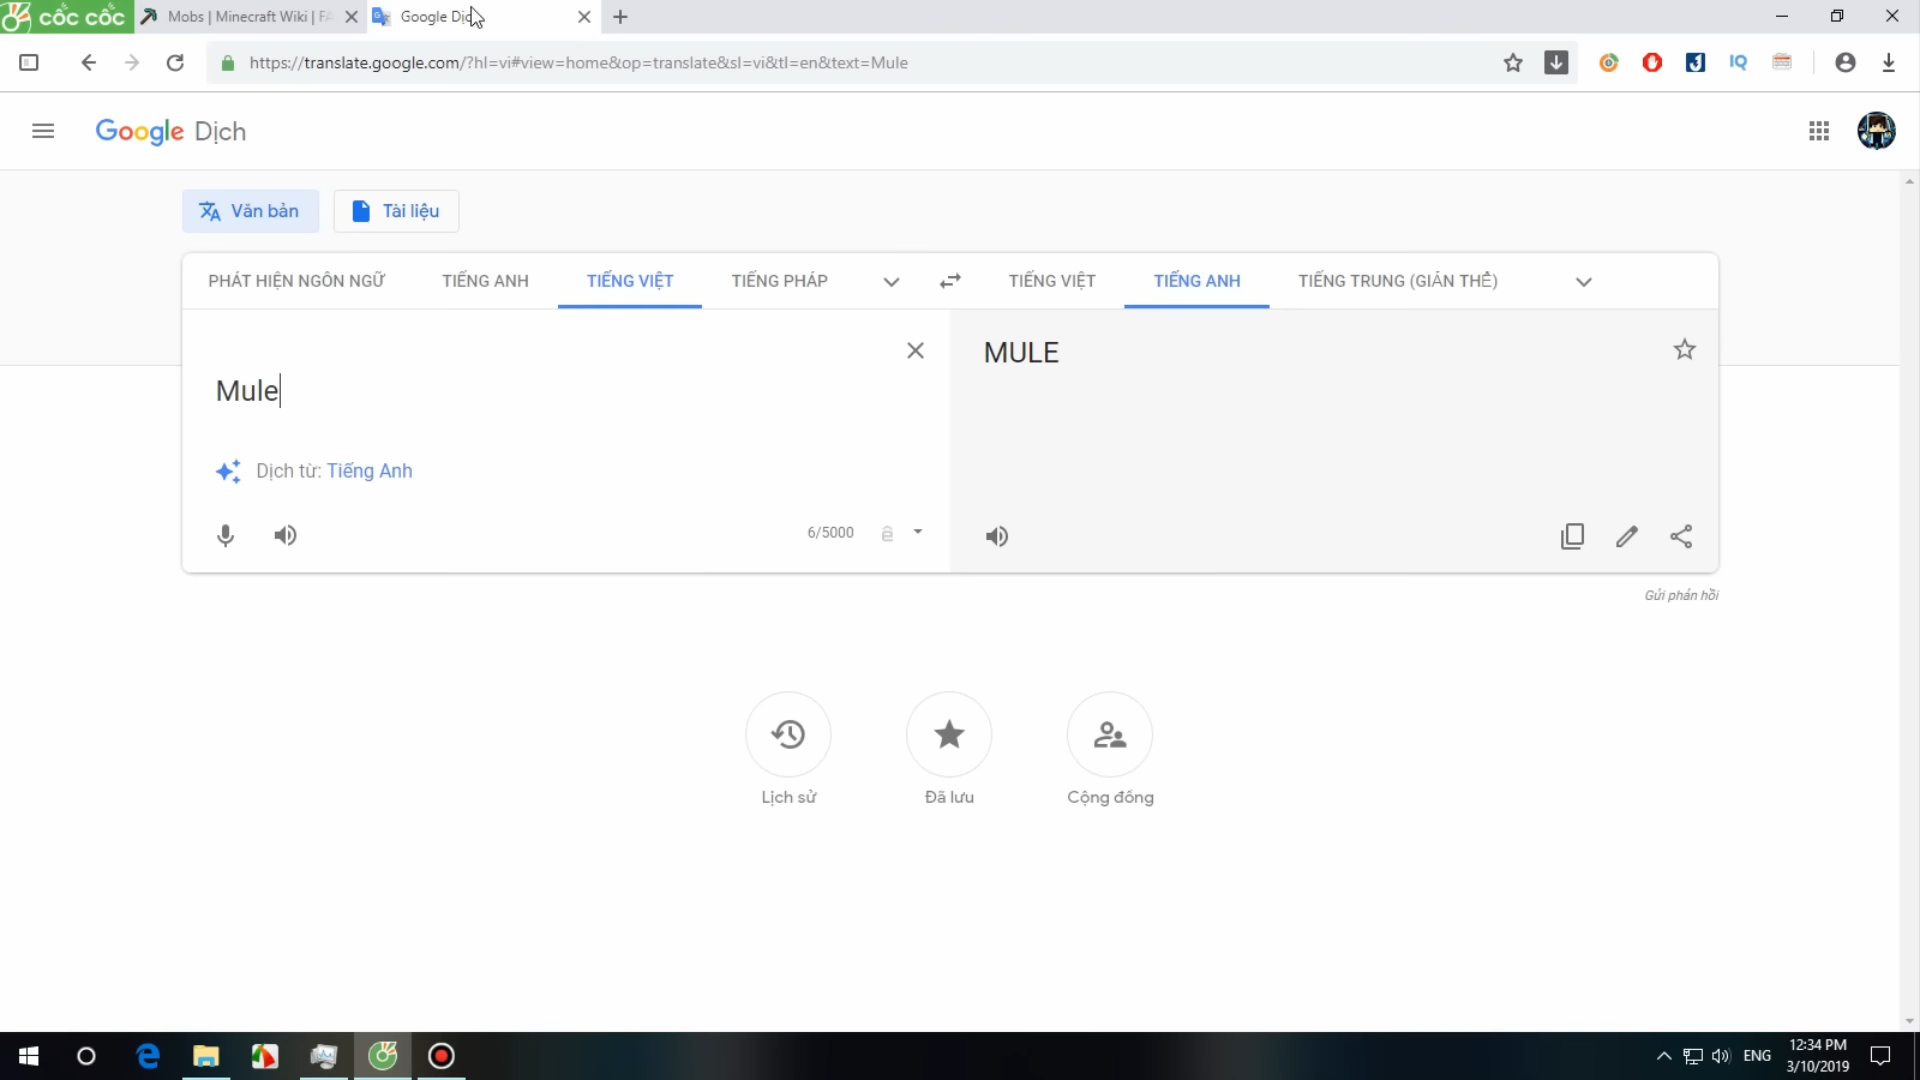 cốc cốc
Mobs | Minecraft Wiki | FA
Google Dịc
https://translate.google.com/?hl=vi#view=home&op=translate&sl=vi&tl=en&text=Mule
IQ
Google Dịch
Văn bản
Tài liệu
PHÁT HIỆN NGÔN NGỮ
TIẾNG ANH
TIẾNG VIỆT
TIẾNG PHÁP
TIẾNG VIỆT
TIẾNG ANH
TIẾNG TRUNG (GIẢN THỂ)
Mule
MULE
Dịch từ: Tiếng Anh
6/5000
Gửi phản hồi
Lịch sử
Đã lưu
Cộng đồng
ENG
12:34 PM
3/10/2019